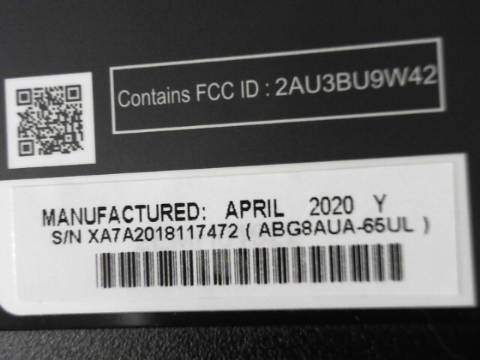 Contains FCC ID : 2AU3BU9W42
MANUFACTURED: APRIL 2020 Y
S/N XA7A2018117472 ( ABG8AUA-65UL )